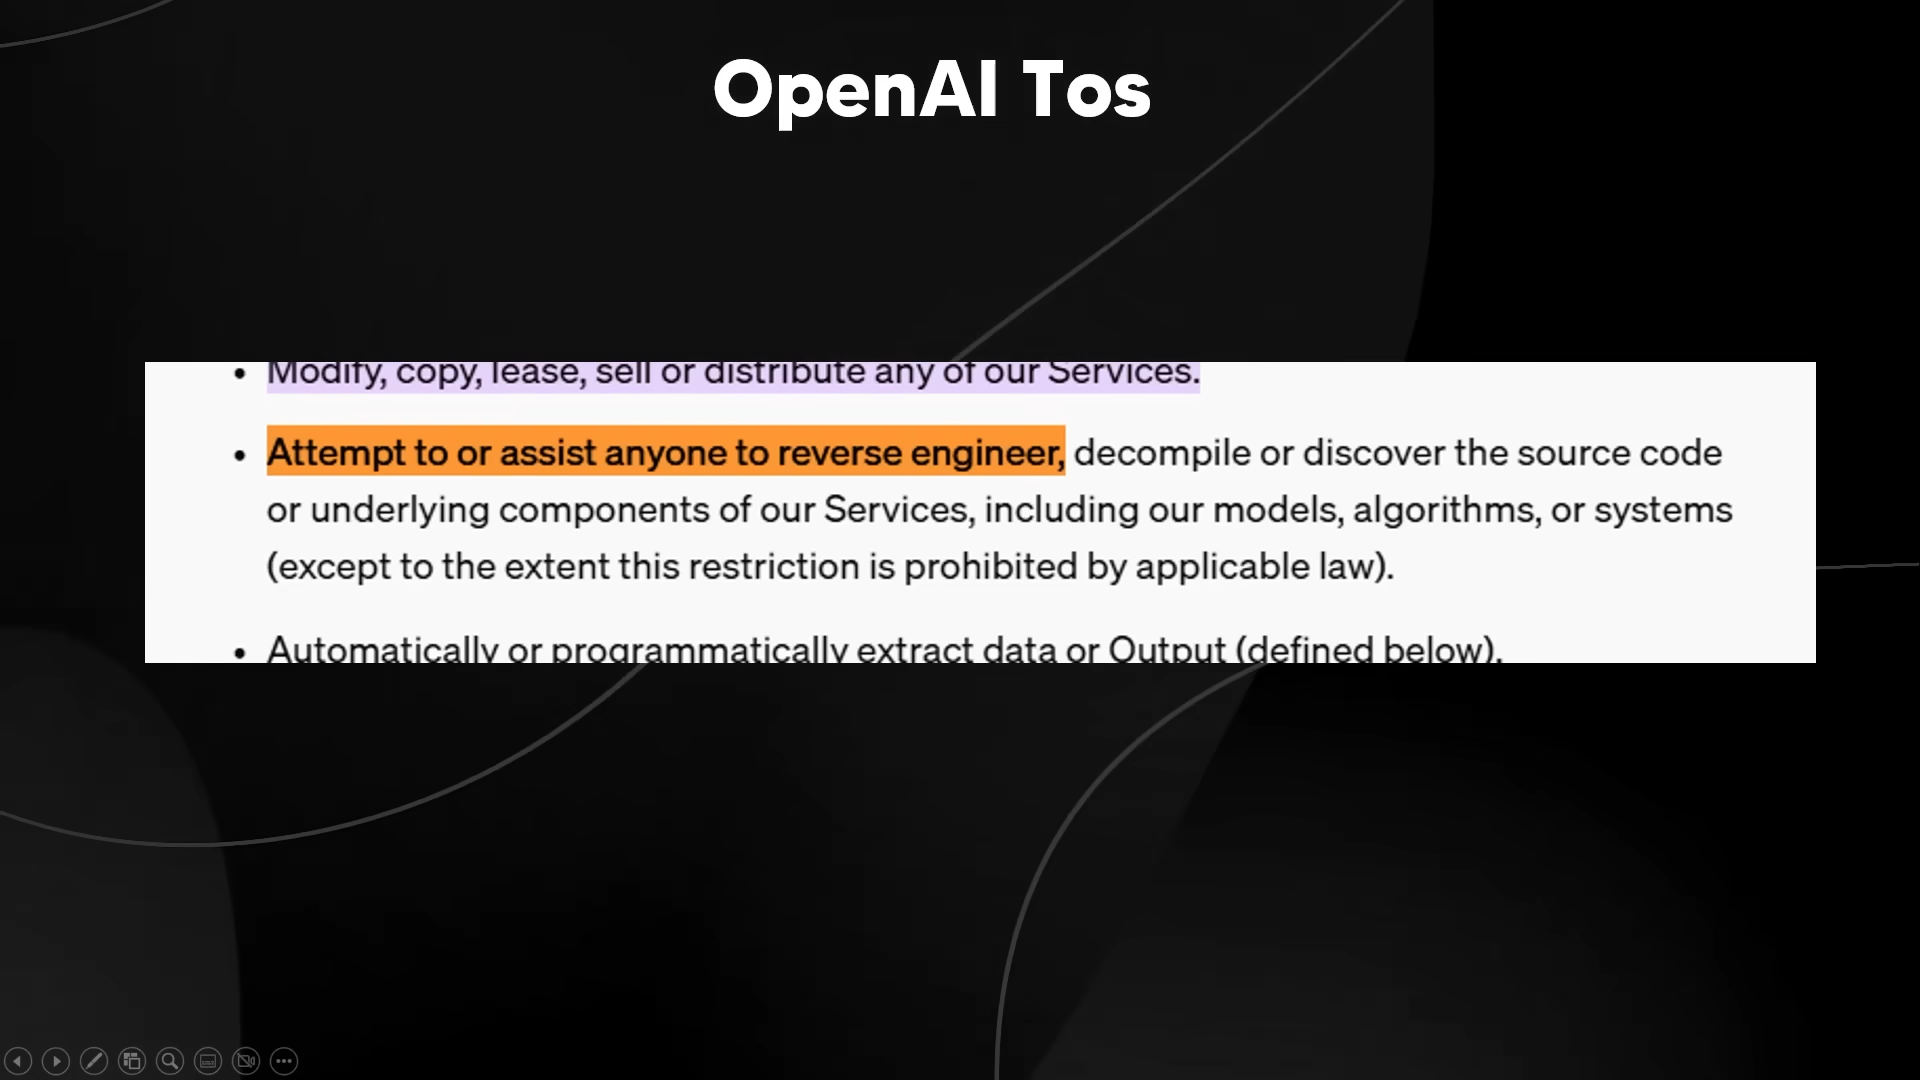 OpenAI Tos
• Modify, copy, lease, sell or distribute any of our Services.
• Attempt to or assist anyone to reverse engineer, decompile or discover the source code
or underlying components of our Services, including our models, algorithms, or systems
(except to the extent this restriction is prohibited by applicable law).
• Automatically or programmatically extract data or Output (defined below).